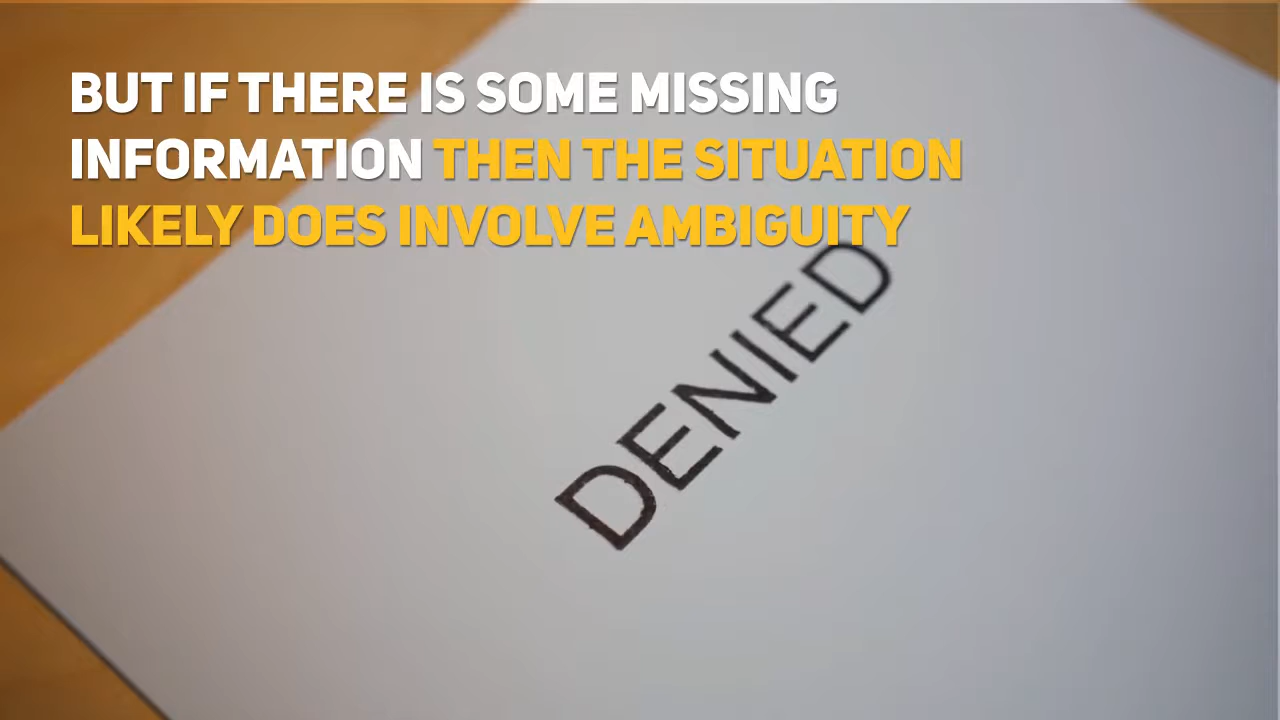 BUT IF THERE IS SOME MISSING
INFORMATION THEN THE SITUATION
LIKELY DOES INVOLVE AMBIGUITY
DENIED